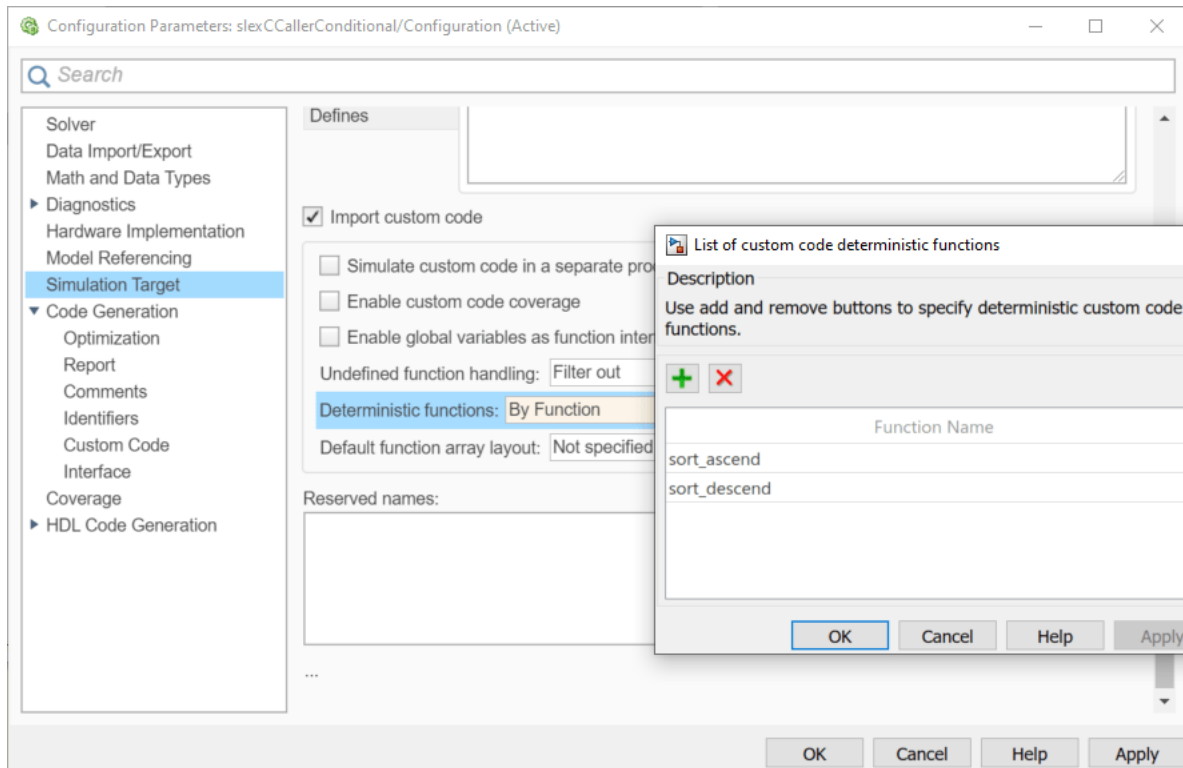 Configuration Parameters: slexCCallerConditional/Configuration (Active)
Search
Solver
Data Import/Export
Math and Data Types
Diagnostics
Hardware Implementation
Model Referencing
Simulation Target
Code Generation
Optimization
Report
Comments
Identifiers
Custom Code
Interface
Coverage
HDL Code Generation
Defines
Import custom code
Simulate custom code in a separate pro
Enable custom code coverage
Enable global variables as function inter
Undefined function handling: Filter out
Deterministic functions: By Function
Default function array layout: Not specified
Reserved names:
...
List of custom code deterministic functions
Description
Use add and remove buttons to specify deterministic custom code
functions.
Function Name
sort_ascend
sort_descend
OK Cancel Help Apply
OK Cancel Help Apply